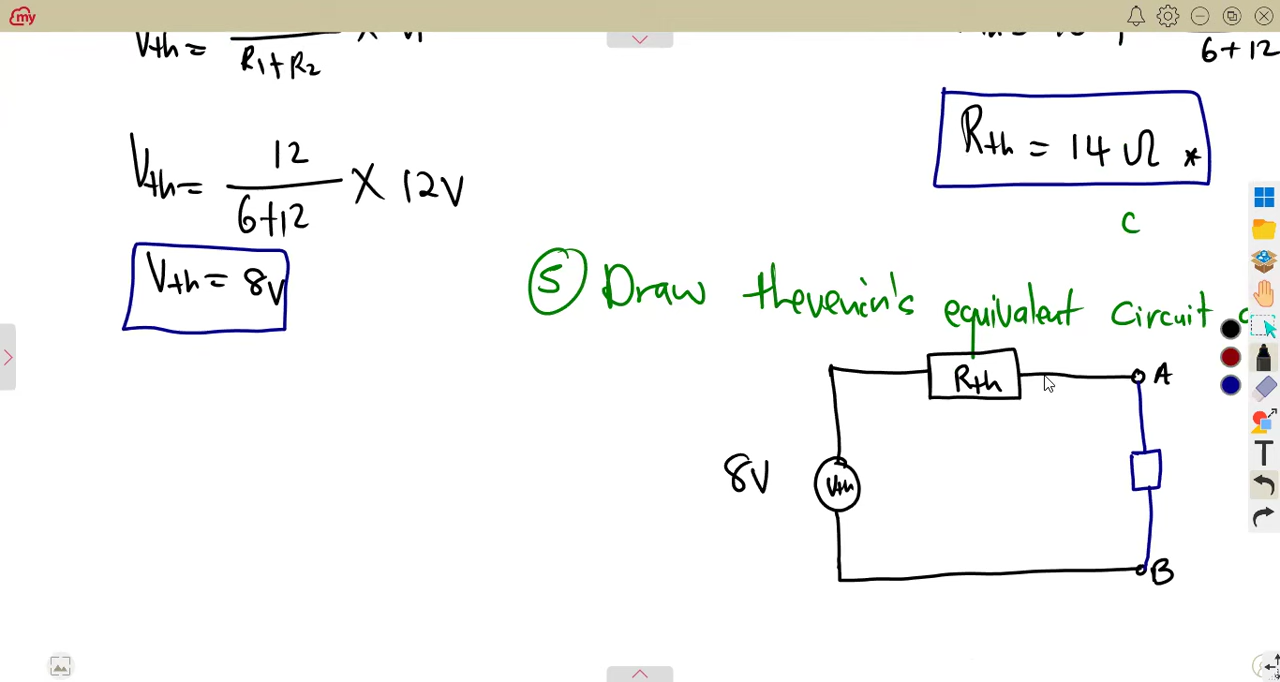 my
Vth =
R1+R2
6+12
Rth = 14 Ω *
Vth = 12 X 12V
6+12
C
Vth = 8V
5 Draw thevenin's equivalent circuit
Rth
A
8V
Vth
B
T